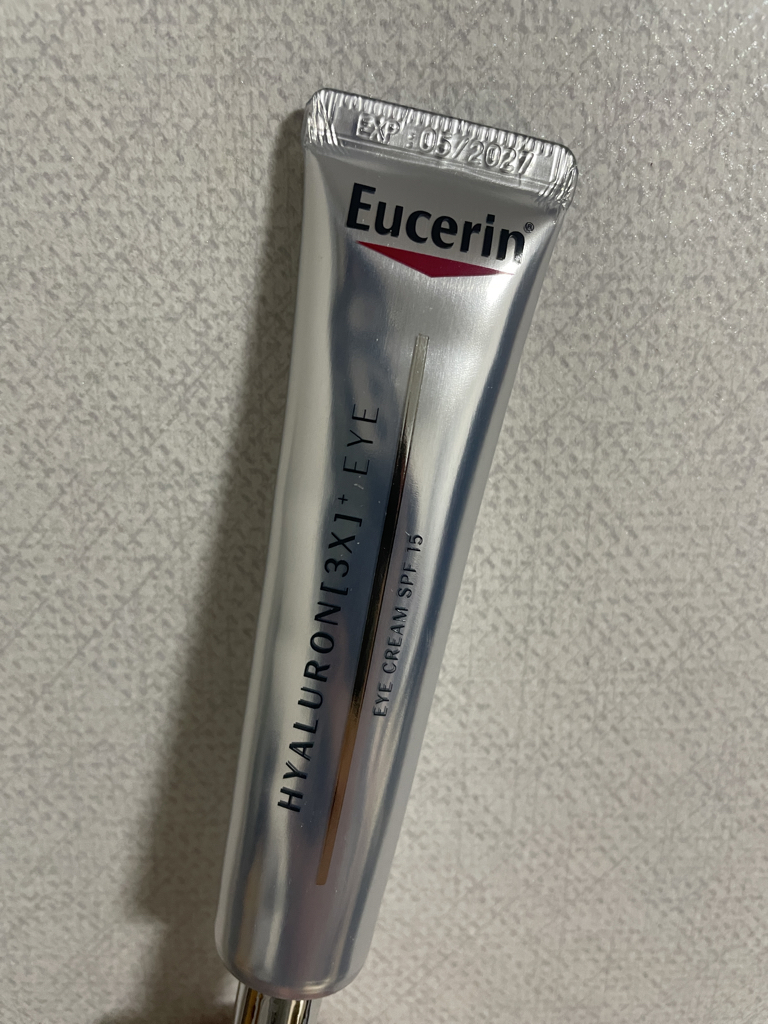 EXP :05/2027
Eucerin®
HYALURON[3X]+ EYE
EYE CREAM SPF 15